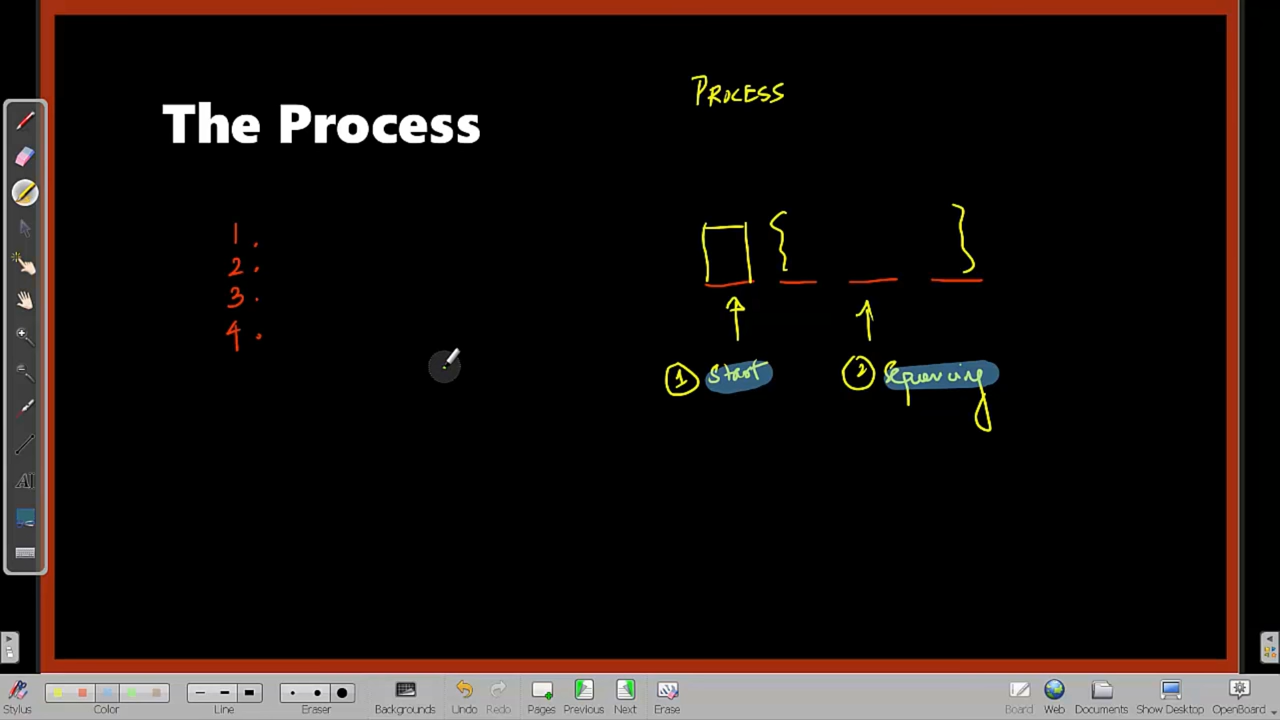 PROCESS
The Process
1.
2.
3.
4.
1 Start
2 Sequencing
AI
Stylus
Color
Line
Eraser
Backgrounds
Undo
Redo
Pages
Previous
Next
Erase
Board
Web
Documents
Show Desktop
OpenBoard